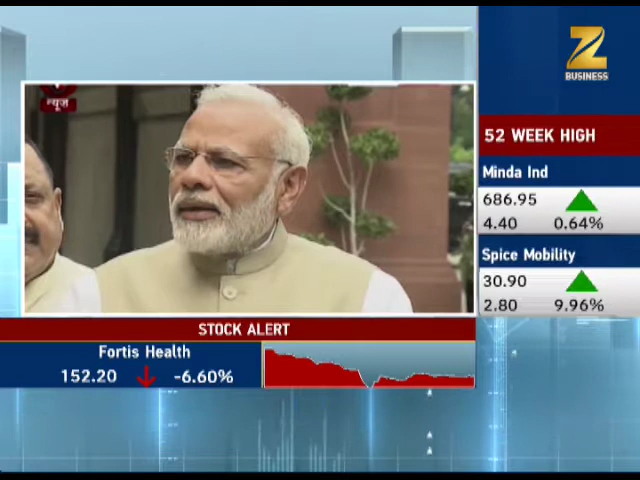 न्यूज़
Z
BUSINESS
52 WEEK HIGH
Minda Ind
686.95
4.40 0.64%
Spice Mobility
30.90
2.80 9.96%
STOCK ALERT
Fortis Health
152.20 -6.60%